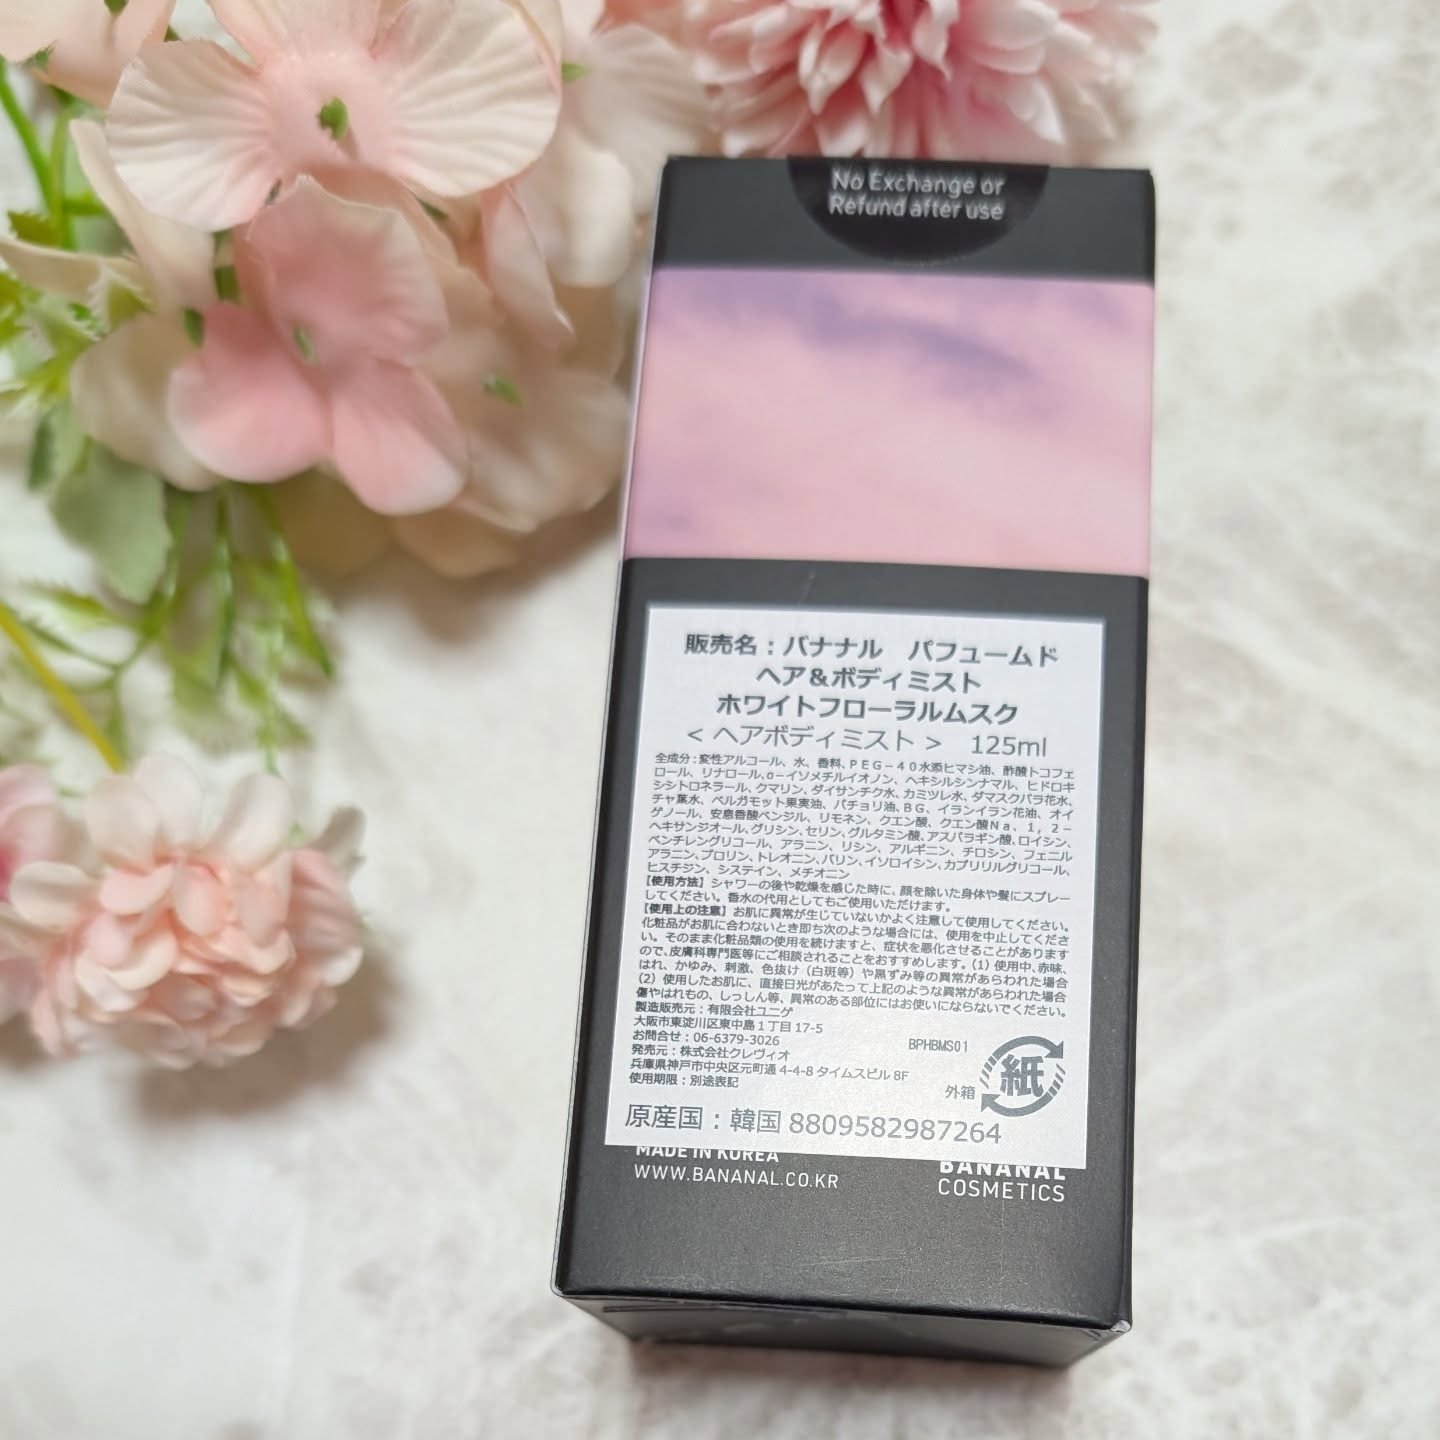 No Exchange or
Refund after use
販売名：バナナル　パフュームド
ヘア＆ボディミスト
ホワイトフローラルムスク
＜ヘアボディミスト＞　125ml
全成分：変性アルコール、水、香料、ＰＥＧ－４０水添ヒマシ油、酢酸トコフェ
ロール、リナロール、α－イソメチルイオノン、ヘキシルシンナマル、ヒドロキ
シシトロネラール、クマリン、ダイサンチク水、カミツレ水、ダマスクバラ花水、
チャ葉水、ベルガモット果実油、パチョリ油、ＢＧ、イランイラン花油、オイ
ゲノール、安息香酸ベンジル、リモネン、クエン酸、クエン酸Ｎａ、１，２－
ヘキサンジオール、グリシン、セリン、グルタミン酸、アスパラギン酸、ロイシン、
ペンチレングリコール、アラニン、リシン、アルギニン、チロシン、フェニル
アラニン、プロリン、トレオニン、バリン、イソロイシン、カプリリルグリコール、
ヒスチジン、システイン、メチオニン
【使用方法】シャワーの後や乾燥を感じた時に、顔を除いた身体や髪にスプレー
してください。香水の代用としてもご使用いただけます。
【使用上の注意】お肌に異常が生じていないかよく注意して使用してください。
化粧品がお肌に合わないとき即ち次のような場合には、使用を中止してくださ
い。そのまま化粧品類の使用を続けますと、症状を悪化させることがあります
ので、皮膚科専門医等にご相談されることをおすすめします。(1) 使用中、赤味、
はれ、かゆみ、刺激、色抜け（白斑等）や黒ずみ等の異常があらわれた場合
(2) 使用したお肌に、直接日光があたって上記のような異常があらわれた場合
傷やはれもの、しっしん等、異常のある部位にはお使いにならないでください。
製造販売元：有限会社ユニゲ
大阪市東淀川区東中島１丁目 17-5
お問合せ：06-6379-3026
発売元：株式会社クレヴィオ
兵庫県神戸市中央区元町通 4-4-8 タイムスビル 8F
使用期限：別途表記
BPHBMS01
外箱
紙
原産国：韓国 8809582987264
MADE IN KOREA
WWW.BANANAL.CO.KR
BANANAL
COSMETICS